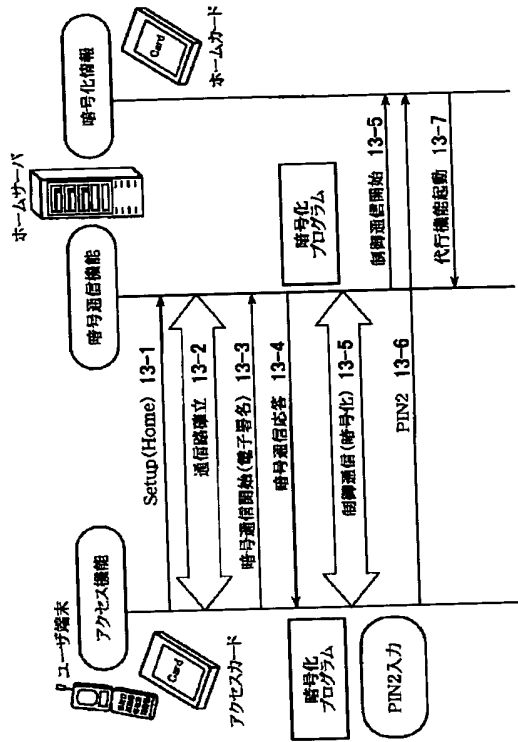 ホームサーバ
ユーザ端末
アクセス機能
暗号通信機能
暗号化情報
Card
アクセスカード
Card
ホームカード
Setup(Home) 13-1
通信路確立 13-2
暗号通信開始(電子署名) 13-3
暗号通信応答 13-4
暗号化
プログラム
暗号化
プログラム
制御通信(暗号化) 13-5
制御通信開始 13-5
PIN2入力
PIN2 13-6
代行機能起動 13-7